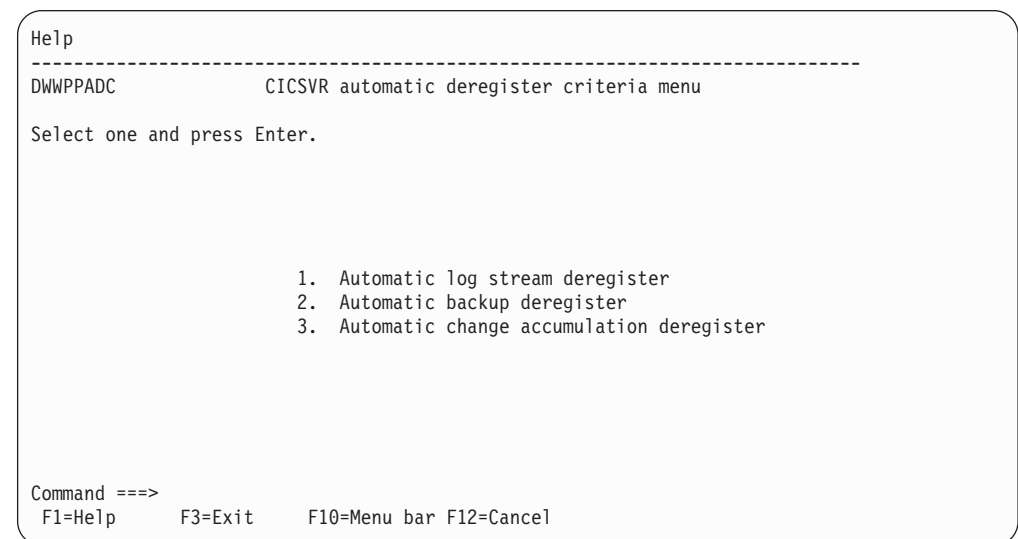 Help
------------------------------------------------------------------------------
DWWPPADC CICSVR automatic deregister criteria menu
Select one and press Enter.
1. Automatic log stream deregister
2. Automatic backup deregister
3. Automatic change accumulation deregister
Command ===>
F1=Help F3=Exit F10=Menu bar F12=Cancel